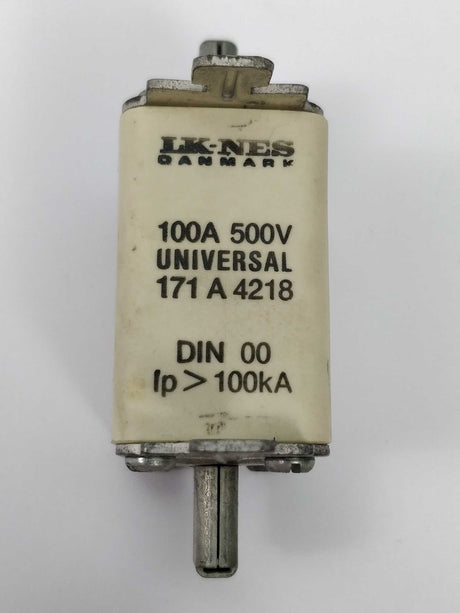 LK-NES
DANMARK
100A 500V
UNIVERSAL
171 A 4218
DIN 00
Ip > 100kA